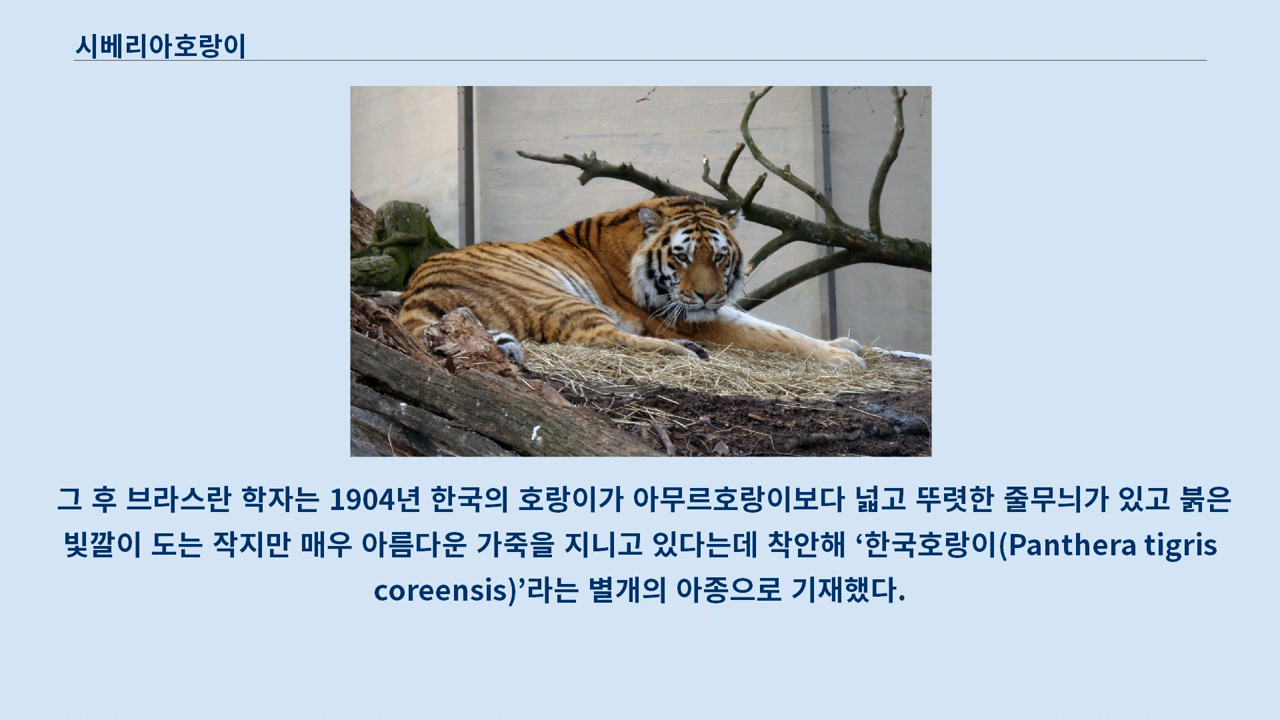 시베리아호랑이
그 후 브라스란 학자는 1904년 한국의 호랑이가 아무르호랑이보다 넓고 뚜렷한 줄무늬가 있고 붉은
빛깔이 도는 작지만 매우 아름다운 가죽을 지니고 있다는데 착안해 ‘한국호랑이(Panthera tigris
coreensis)’라는 별개의 아종으로 기재했다.